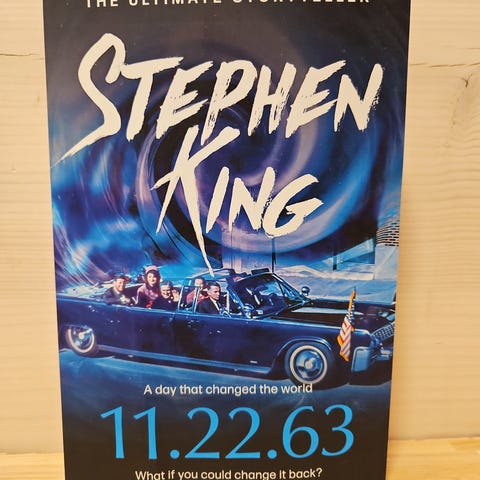 THE ULTIMATE STORYTELLER
STEPHEN
KING
A day that changed the world
11.22.63
What if you could change it back?